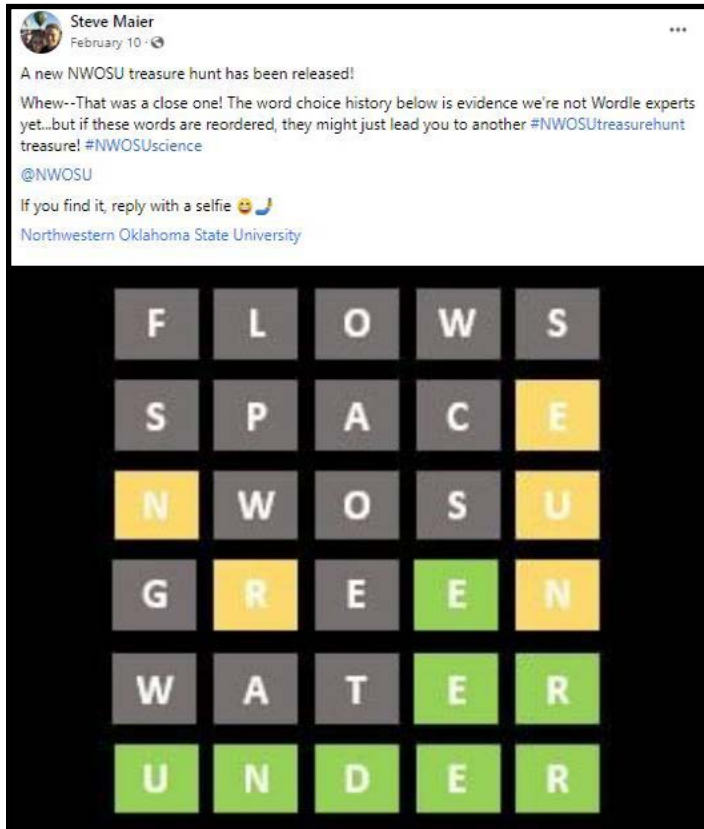 Steve Maier
February 10 ·
A new NWOSU treasure hunt has been released!
Whew--That was a close one! The word choice history below is evidence we're not Wordle experts
yet...but if these words are reordered, they might just lead you to another #NWOSUtreasurehunt
treasure! #NWOSUscience
@NWOSU
If you find it, reply with a selfie 😄🤳
Northwestern Oklahoma State University
F L O W S
S P A C E
N W O S U
G R E E N
W A T E R
U N D E R